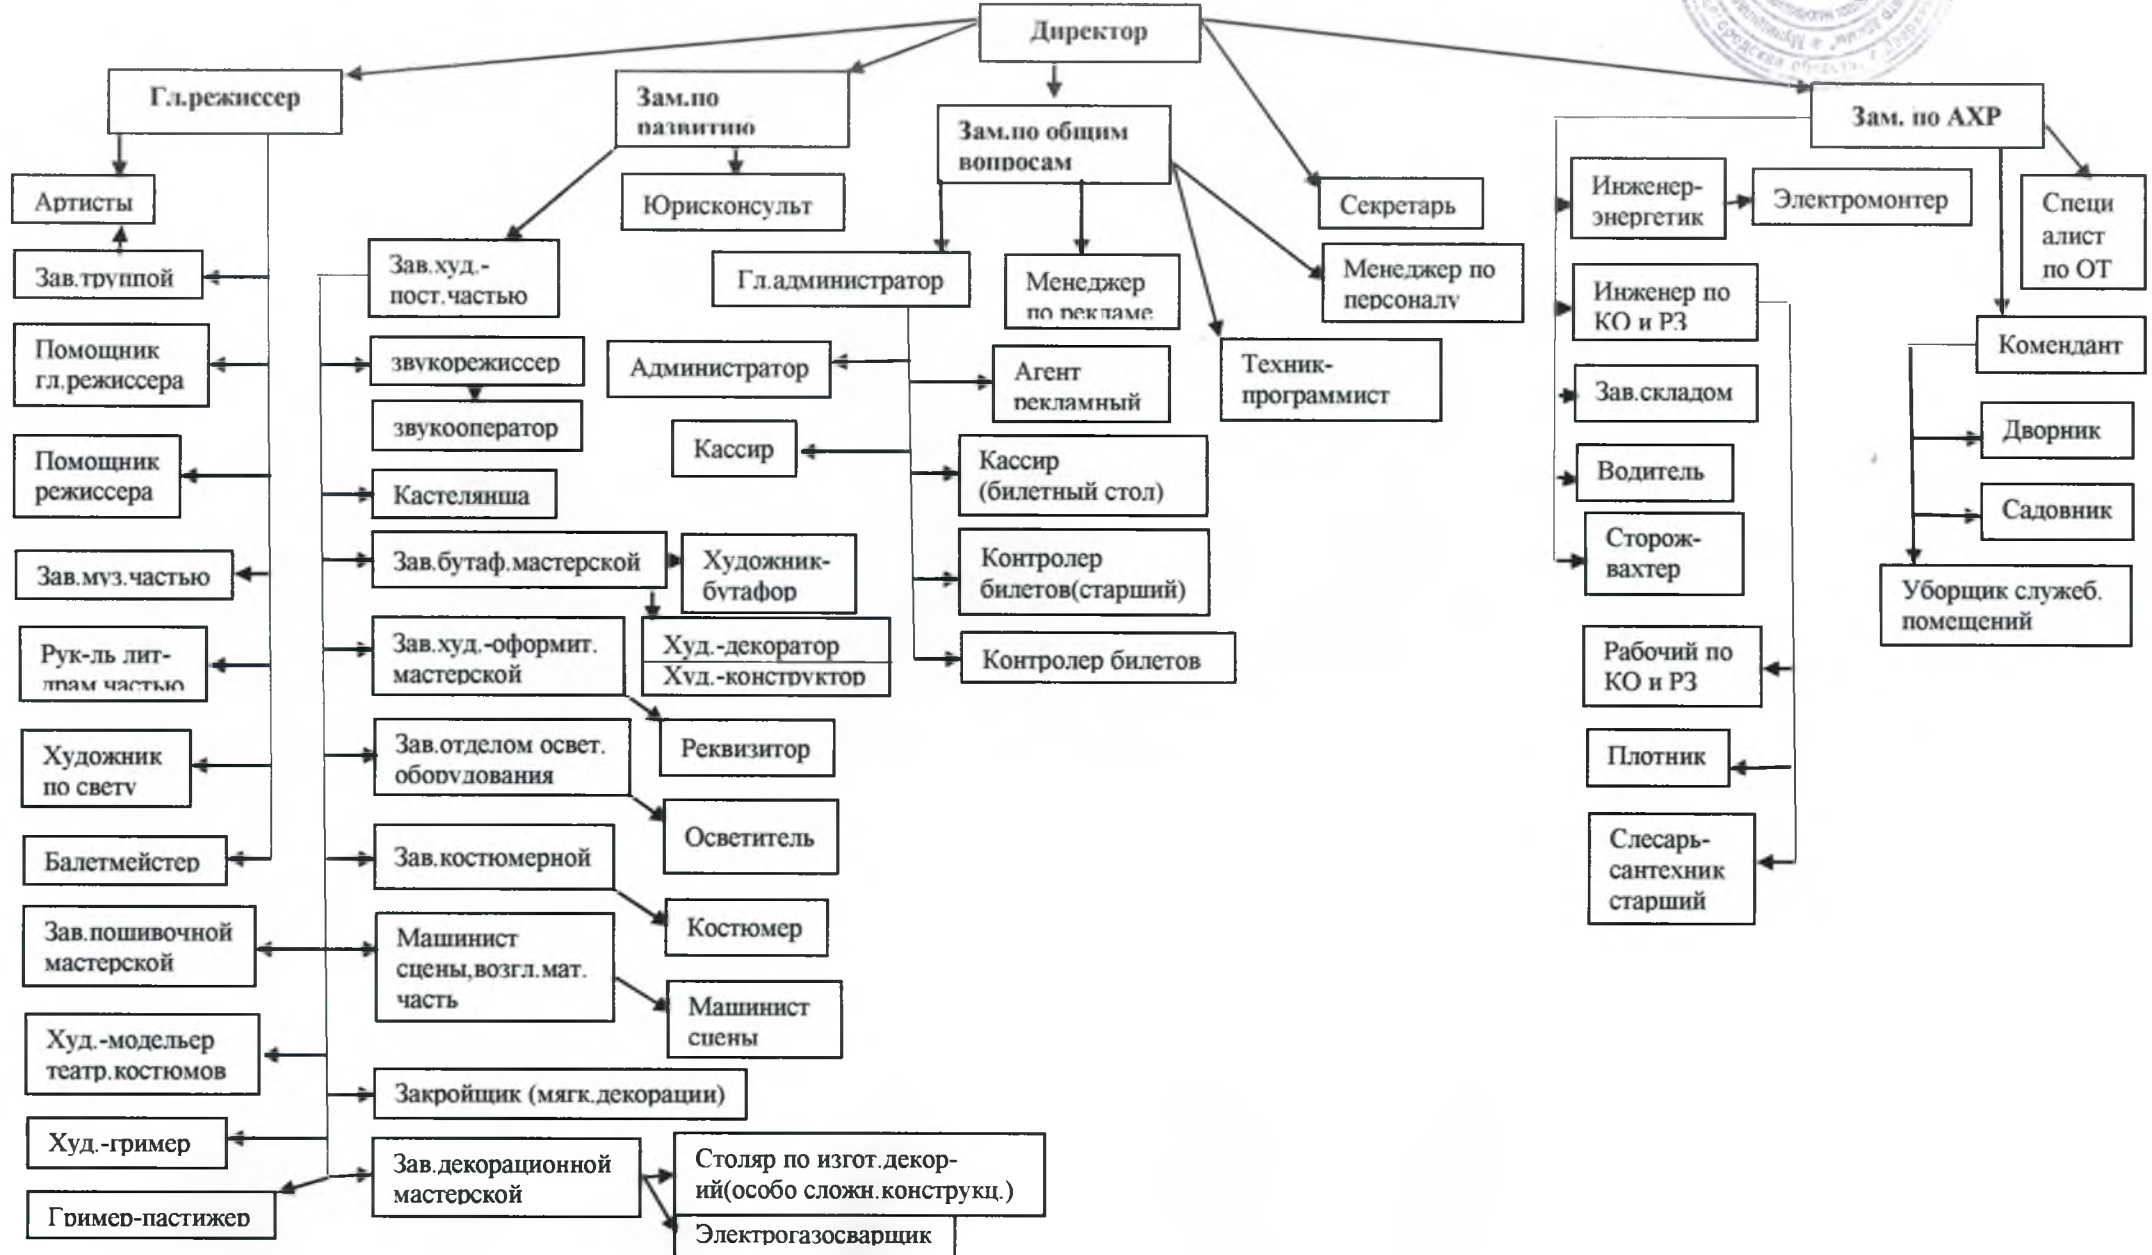 Директор
Гл.режиссер
Зам.по
развитию
Зам.по общим
вопросам
Зам. по АХР
Артисты
Зав.труппой
Помощник
гл.режиссера
Помощник
режиссера
Зав.муз.частью
Рук-ль лит-
драм.частью
Художник
по свету
Балетмейстер
Зав.пошивочной
мастерской
Худ.-модельер
театр.костюмов
Худ.-гример
Гример-пастижер
Юрисконсульт
Зав.худ.-
пост.частью
звукорежиссер
звукооператор
Кастелянша
Зав.бутаф.мастерской
Художник-
бутафор
Худ.-декоратор
Худ.-конструктор
Зав.худ.-оформит.
мастерской
Реквизитор
Зав.отделом освет.
оборудования
Осветитель
Зав.костюмерной
Костюмер
Машинист
сцены,возгл.мат.
часть
Машинист
сцены
Закройщик (мягк.декорации)
Зав.декорационной
мастерской
Столяр по изгот.декор-
ий(особо сложн.конструкц.)
Электрогазосварщик
Гл.администратор
Менеджер
по рекламе
Секретарь
Менеджер по
персоналу
Техник-
программист
Администратор
Агент
рекламный
Кассир
Кассир
(билетный стол)
Контролер
билетов(старший)
Контролер билетов
Инженер-
энергетик
Электромонтер
Специ
алист
по ОТ
Инженер по
КО и РЗ
Зав.складом
Водитель
Сторож-
вахтер
Рабочий по
КО и РЗ
Плотник
Слесарь-
сантехник
старший
Комендант
Дворник
Садовник
Уборщик служеб.
помещений